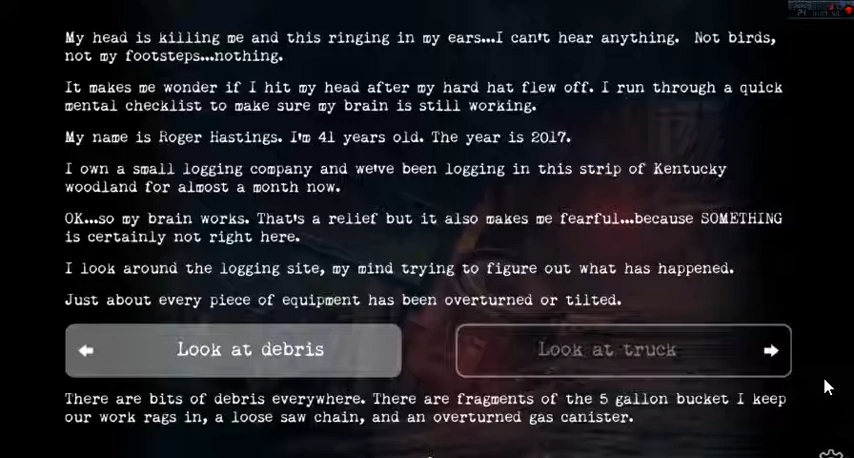 My head is killing me and this ringing in my ears...I can't hear anything. Not birds,
not my footsteps...nothing.
It makes me wonder if I hit my head after my hard hat flew off. I run through a quick
mental checklist to make sure my brain is still working.
My name is Roger Hastings. I'm 41 years old. The year is 2017.
I own a small logging company and we've been logging in this strip of Kentucky
woodland for almost a month now.
OK...so my brain works. That's a relief but it also makes me fearful...because SOMETHING
is certainly not right here.
I look around the logging site, my mind trying to figure out what has happened.
Just about every piece of equipment has been overturned or tilted.
Look at debris
Look at truck
There are bits of debris everywhere. There are fragments of the 5 gallon bucket I keep
our work rags in, a loose saw chain, and an overturned gas canister.